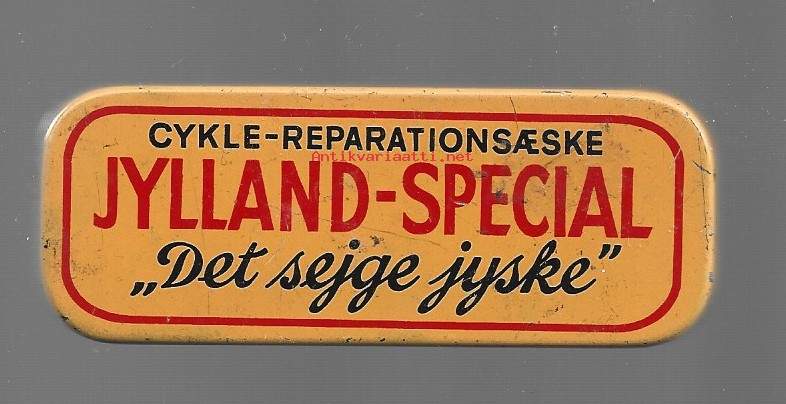 CYKLE-REPARATIONSÆSKE
Antikvariaatti.net
JYLLAND-SPECIAL
„Det sejge jyske”